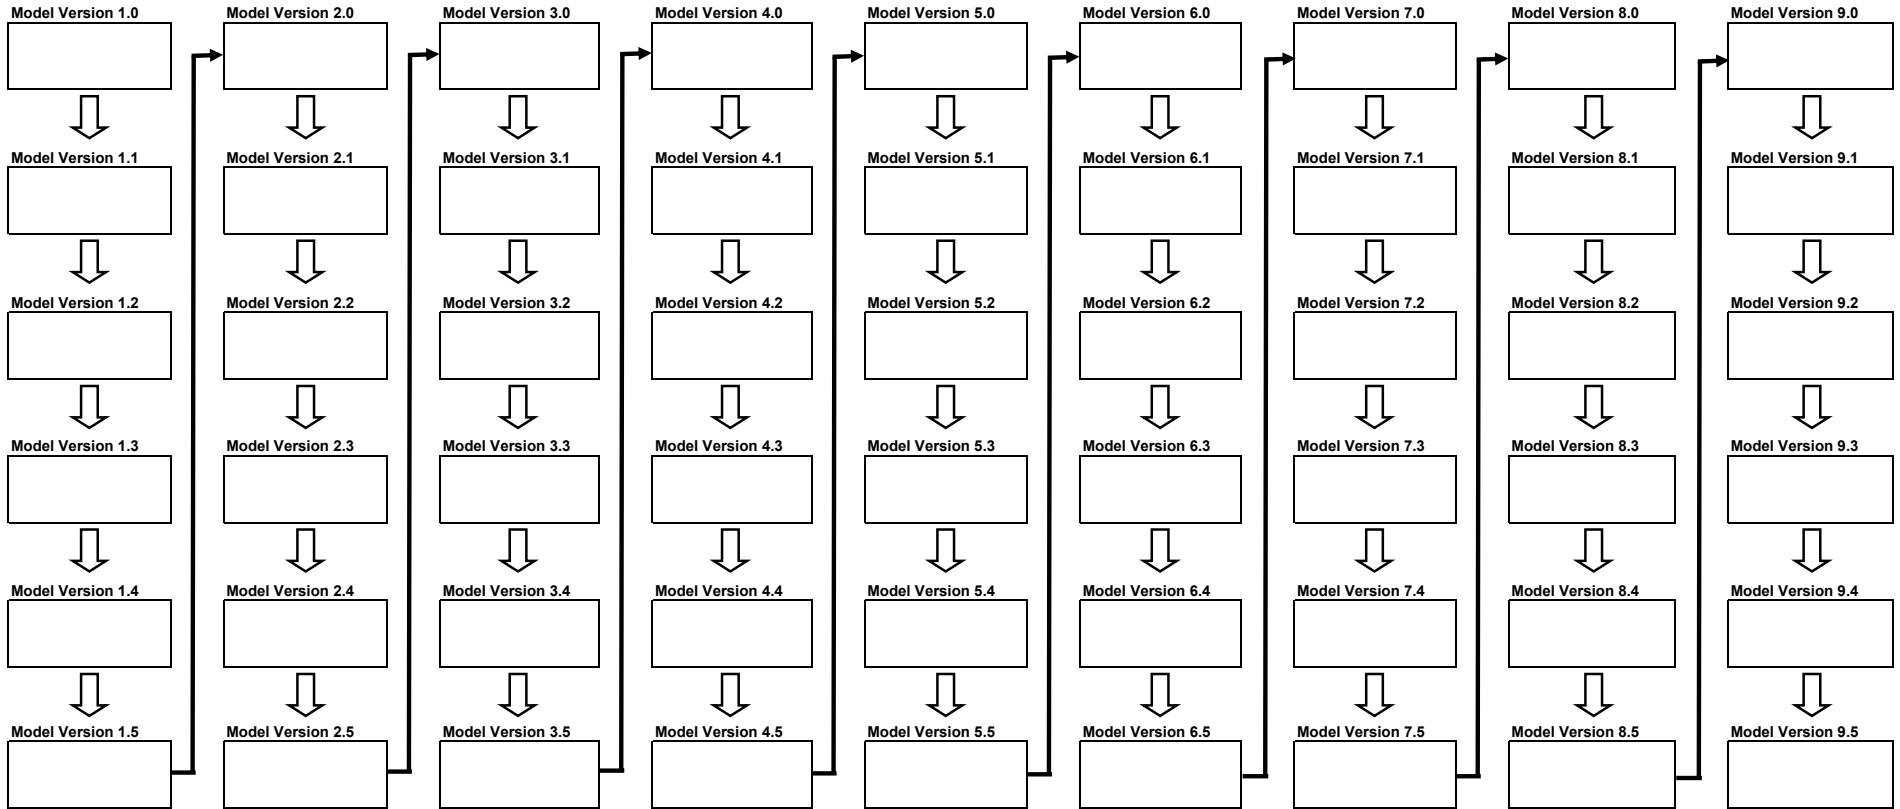 Model Version 1.0
Model Version 1.1
Model Version 1.2
Model Version 1.3
Model Version 1.4
Model Version 1.5
Model Version 2.0
Model Version 2.1
Model Version 2.2
Model Version 2.3
Model Version 2.4
Model Version 2.5
Model Version 3.0
Model Version 3.1
Model Version 3.2
Model Version 3.3
Model Version 3.4
Model Version 3.5
Model Version 4.0
Model Version 4.1
Model Version 4.2
Model Version 4.3
Model Version 4.4
Model Version 4.5
Model Version 5.0
Model Version 5.1
Model Version 5.2
Model Version 5.3
Model Version 5.4
Model Version 5.5
Model Version 6.0
Model Version 6.1
Model Version 6.2
Model Version 6.3
Model Version 6.4
Model Version 6.5
Model Version 7.0
Model Version 7.1
Model Version 7.2
Model Version 7.3
Model Version 7.4
Model Version 7.5
Model Version 8.0
Model Version 8.1
Model Version 8.2
Model Version 8.3
Model Version 8.4
Model Version 8.5
Model Version 9.0
Model Version 9.1
Model Version 9.2
Model Version 9.3
Model Version 9.4
Model Version 9.5